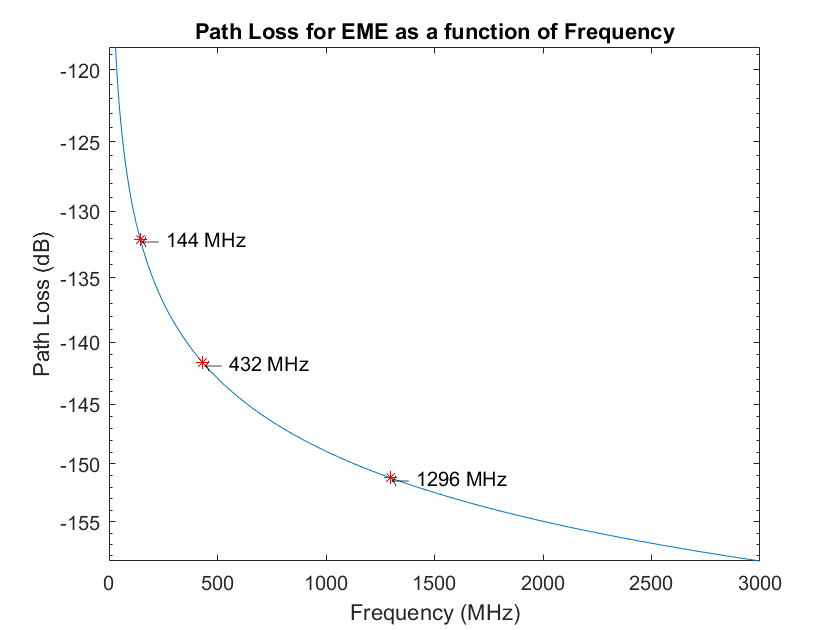 Path Loss for EME as a function of Frequency
-120
-125
-130
-135
-140
-145
-150
-155
Path Loss (dB)
144 MHz
432 MHz
1296 MHz
0 500 1000 1500 2000 2500 3000
Frequency (MHz)